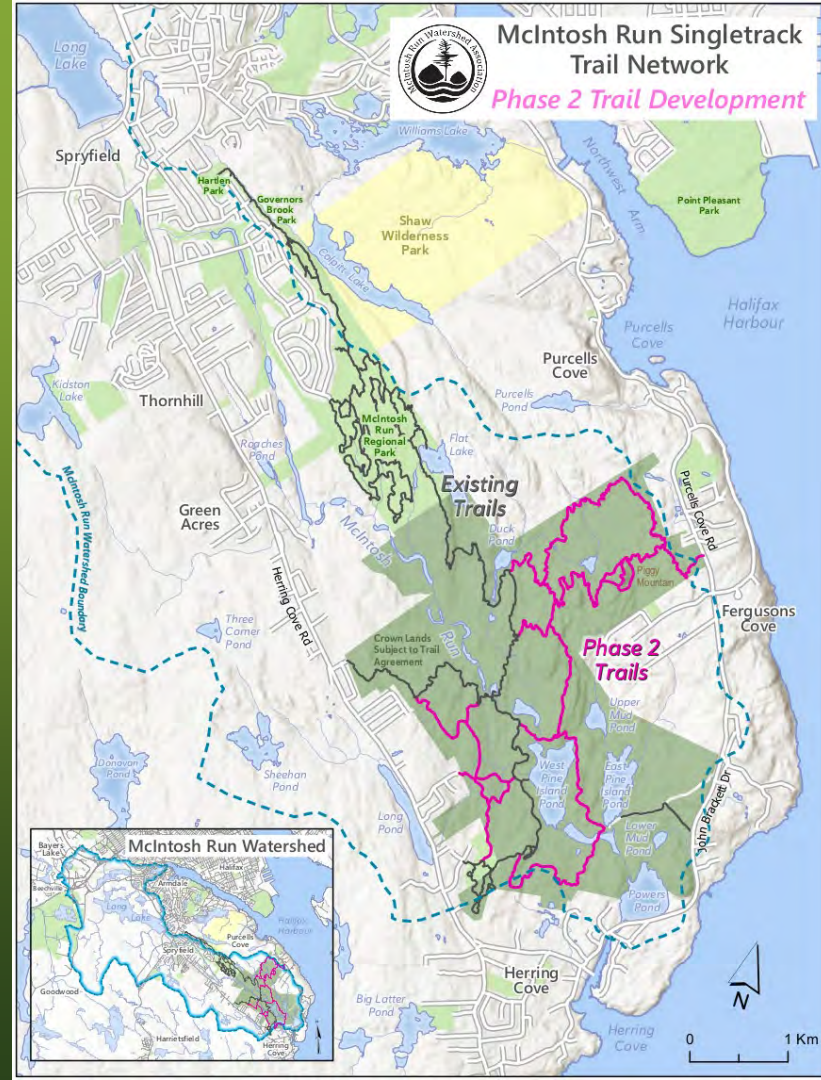 McIntosh Run Singletrack
Trail Network
Phase 2 Trail Development
McIntosh Run Watershed Association
Long
Lake
Williams Lake
Northwest Arm
Spryfield
Hartlen
Park
Governors
Brook
Park
Point Pleasant
Park
Shaw
Wilderness
Park
Colpitt Lake
Halifax
Harbour
Purcells
Cove
Purcells
Cove
Kidston
Lake
Thornhill
Purcells
Pond
McIntosh
Run
Regional
Park
Roaches
Pond
Flat
Lake
Existing
Trails
McIntosh Run Watershed Boundary
Green
Acres
McIntosh
Duck
Pond
Purcells Cove Rd
Piggy
Mountain
Herring Cove Rd
Fergusons
Cove
Three
Corner
Pond
Crown Lands
Subject to Trail
Agreement
Run
Phase 2
Trails
Upper
Mud
Pond
Donovan
Pond
Sheehan
Pond
West
Pine
Island
Pond
East
Pine
Island
Pond
Long
Pond
Lower
Mud
Pond
John Brackett Dr
Powers
Pond
McIntosh Run Watershed
Bayers
Lake
Halifax
Beechville
Armdale
Long
Lake
Halifax
Harbour
Purcells
Cove
Spryfield
Goodwood
Harrietsfield
Herring
Cove
Herring
Cove
Big Latter
Pond
Herring
Cove
N
0 1 Km